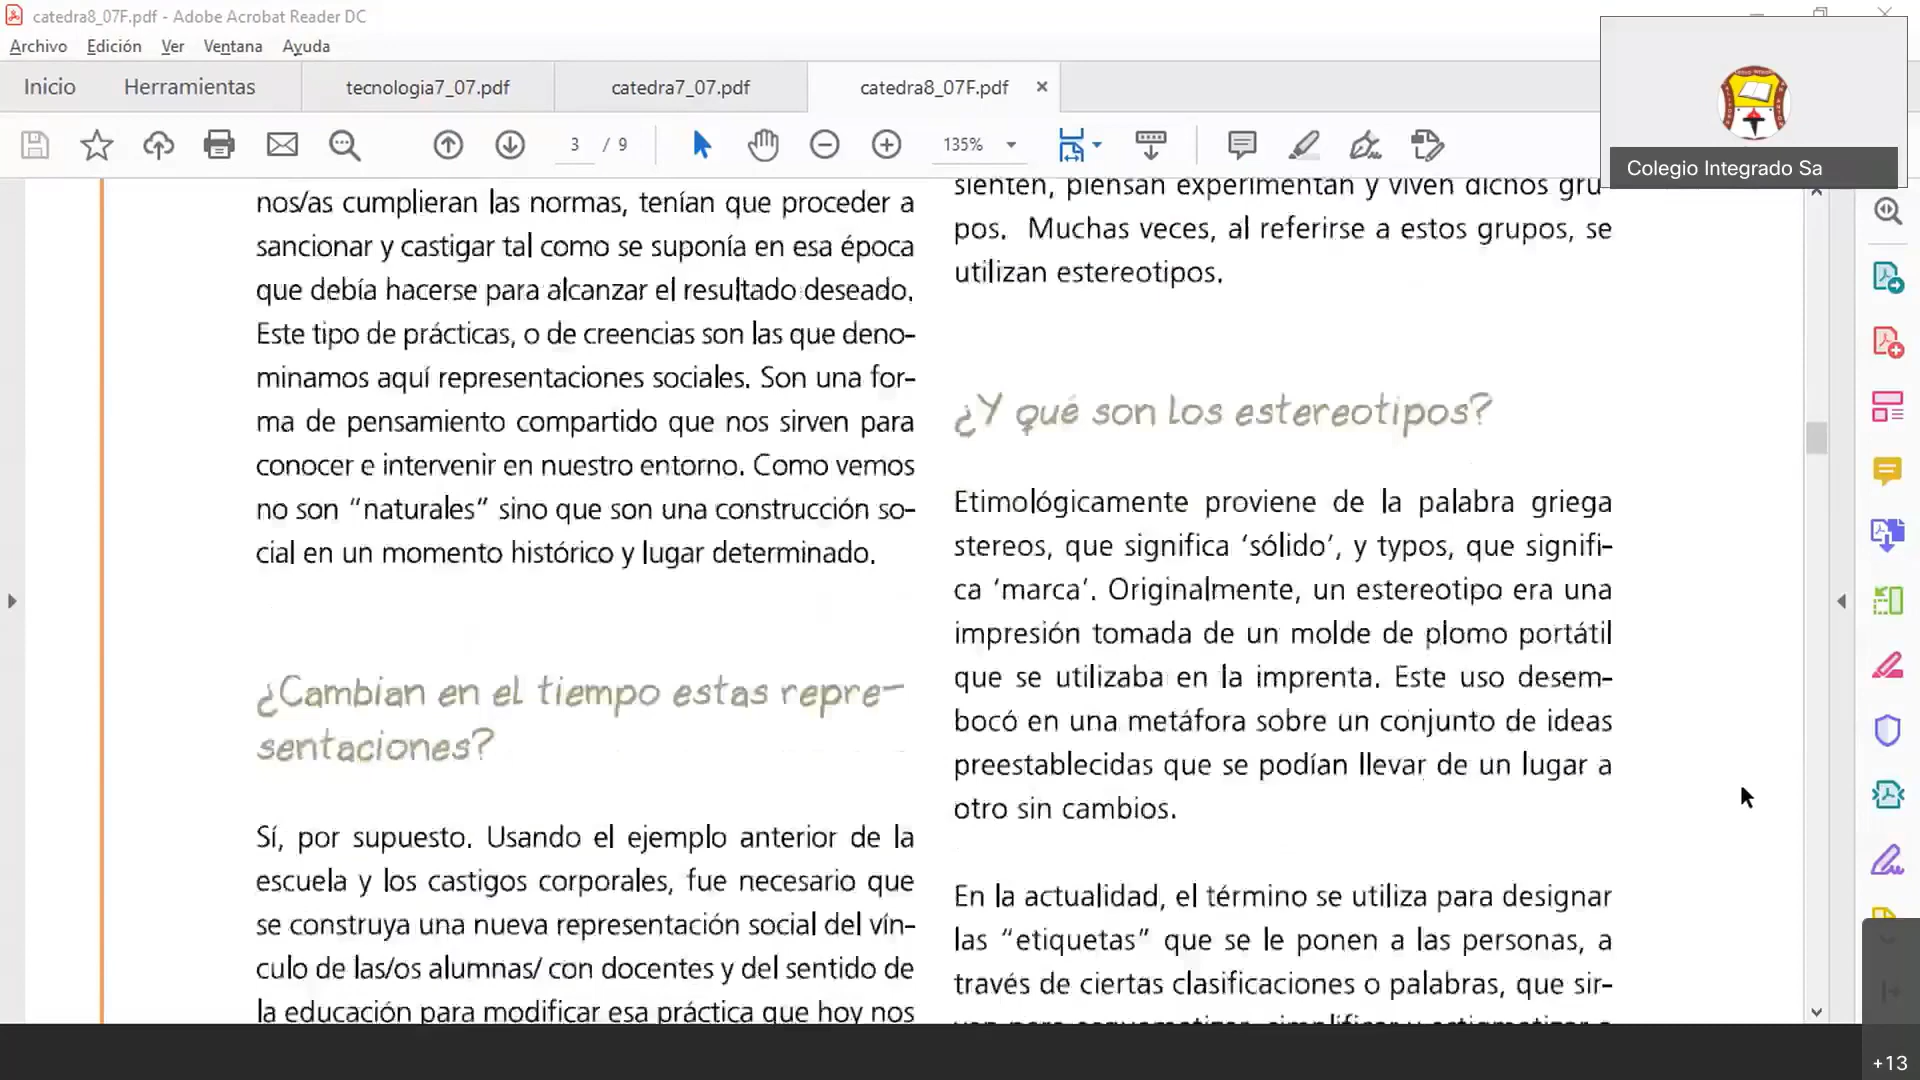 catedra8_07F.pdf - Adobe Acrobat Reader DC
Archivo Edición Ver Ventana Ayuda
Inicio Herramientas tecnologia7_07.pdf catedra7_07.pdf catedra8_07F.pdf
3 / 9 135%
Colegio Integrado Sa
nos/as cumplieran las normas, tenían que proceder a
sancionar y castigar tal como se suponía en esa época
que debía hacerse para alcanzar el resultado deseado.
Este tipo de prácticas, o de creencias son las que deno-
minamos aquí representaciones sociales. Son una for-
ma de pensamiento compartido que nos sirven para
conocer e intervenir en nuestro entorno. Como vemos
no son “naturales” sino que son una construcción so-
cial en un momento histórico y lugar determinado.
¿Cambian en el tiempo estas repre-
sentaciones?
Sí, por supuesto. Usando el ejemplo anterior de la
escuela y los castigos corporales, fue necesario que
se construya una nueva representación social del vín-
culo de las/os alumnas/ con docentes y del sentido de
la educación para modificar esa práctica que hoy nos
sienten, piensan experimentan y viven dichos gru-
pos. Muchas veces, al referirse a estos grupos, se
utilizan estereotipos.
¿Y qué son los estereotipos?
Etimológicamente proviene de la palabra griega
stereos, que significa ‘sólido’, y typos, que signifi-
ca ‘marca’. Originalmente, un estereotipo era una
impresión tomada de un molde de plomo portátil
que se utilizaba en la imprenta. Este uso desem-
bocó en una metáfora sobre un conjunto de ideas
preestablecidas que se podían llevar de un lugar a
otro sin cambios.
En la actualidad, el término se utiliza para designar
las “etiquetas” que se le ponen a las personas, a
través de ciertas clasificaciones o palabras, que sir-
+13